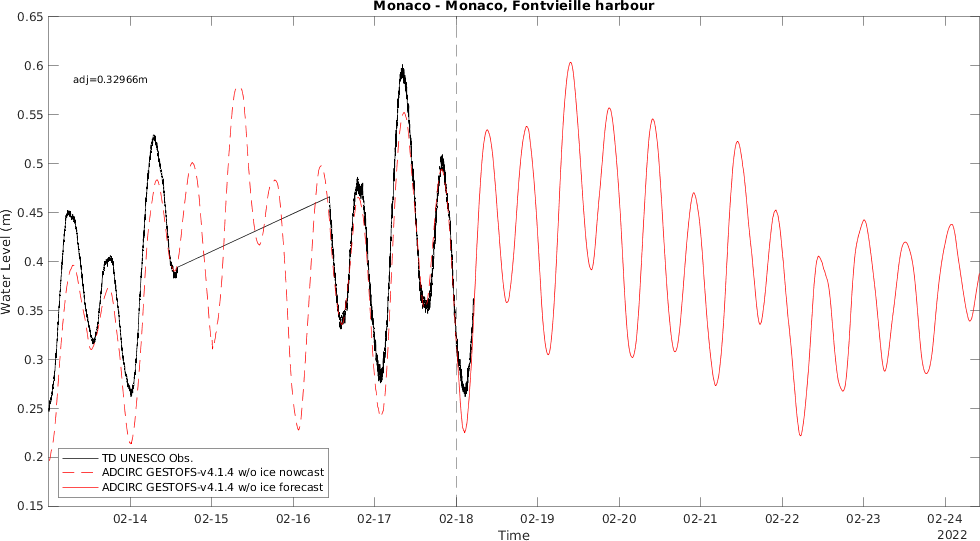 Monaco - Monaco, Fontvieille harbour
adj=0.32966m
Water Level (m)
0.65
0.6
0.55
0.5
0.45
0.4
0.35
0.3
0.25
0.2
0.15
TD UNESCO Obs.
ADCIRC GESTOFS-v4.1.4 w/o ice nowcast
ADCIRC GESTOFS-v4.1.4 w/o ice forecast
02-14 02-15 02-16 02-17 02-18 02-19 02-20 02-21 02-22 02-23 02-24
Time
2022